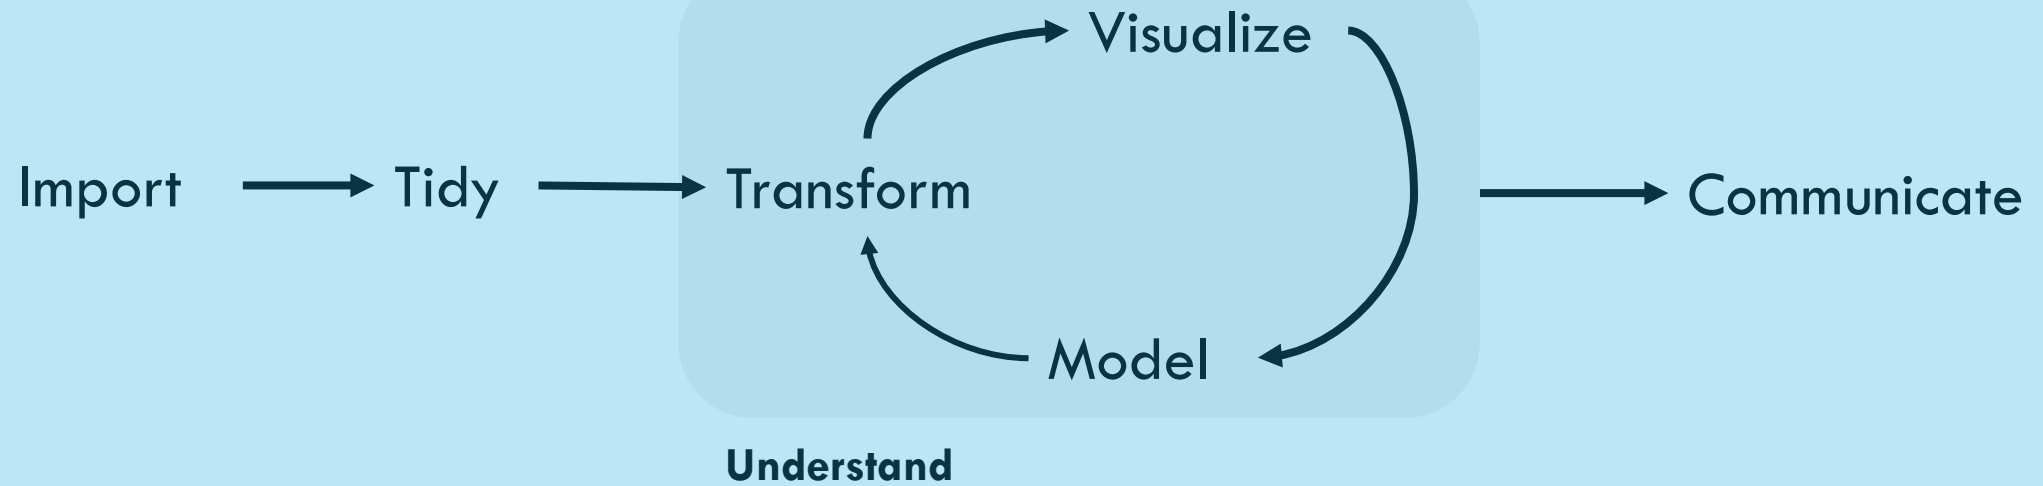 Visualize
Import
Tidy
Transform
Communicate
Model
Understand